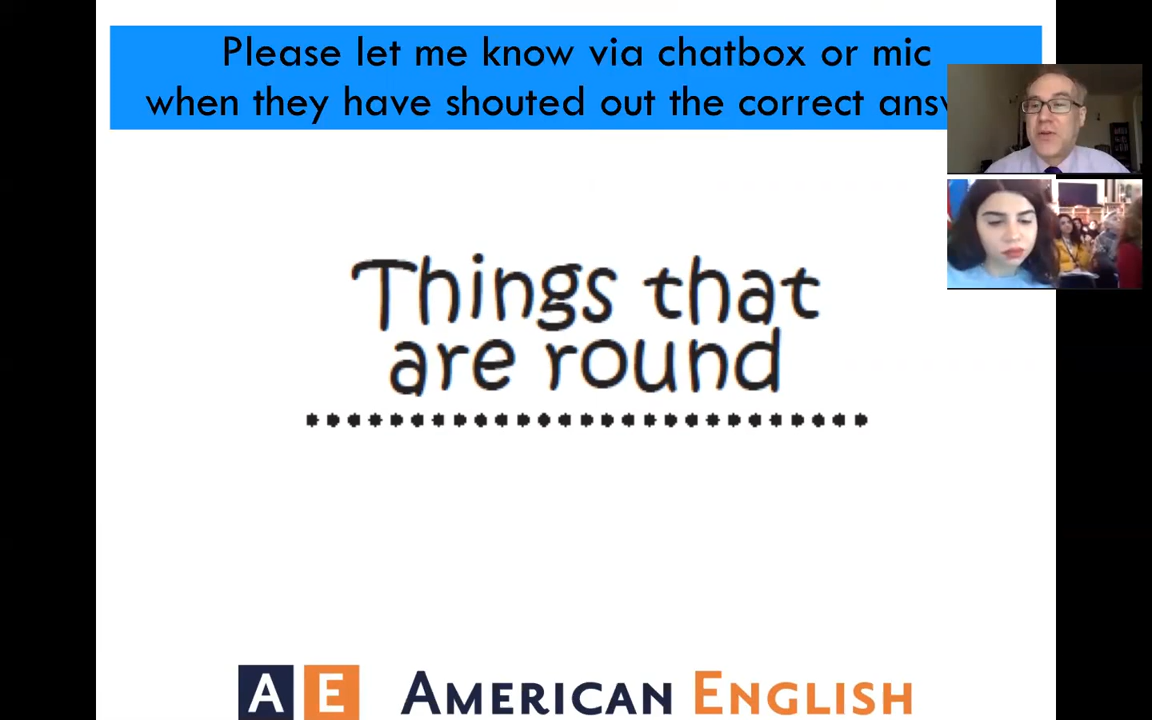 Please let me know via chatbox or mic
when they have shouted out the correct
Things that
are round
AE AMERICAN ENGLISH